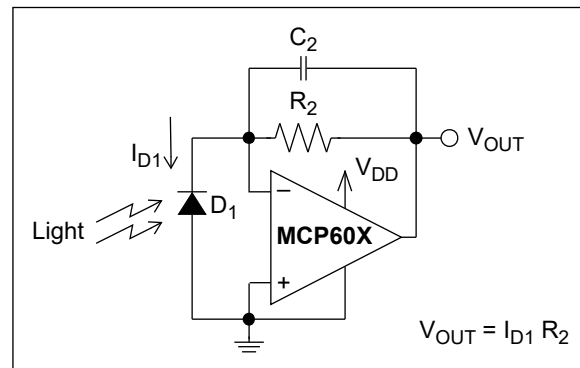 C2
R2
ID1
VOUT
VDD
D1
Light
−
MCP60X
+
VOUT = ID1 R2